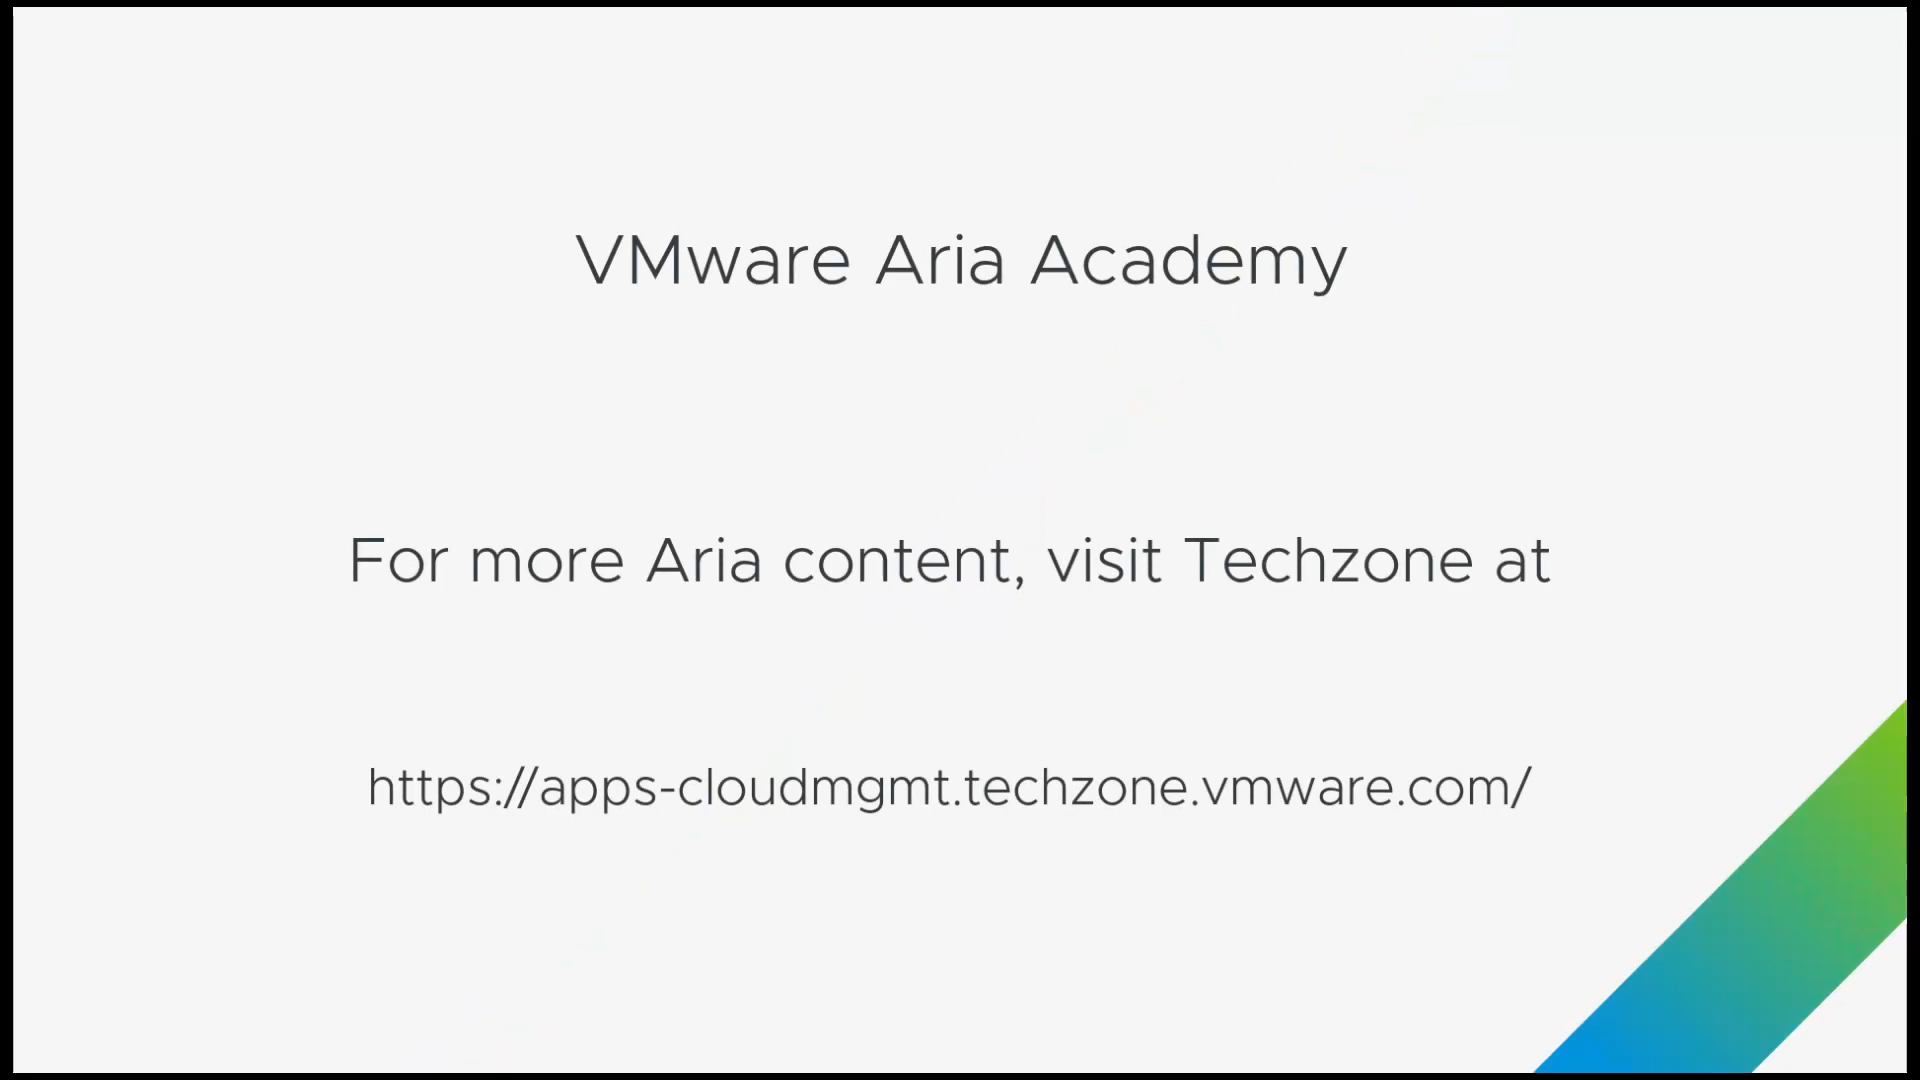 VMware Aria Academy
For more Aria content, visit Techzone at
https://apps-cloudmgmt.techzone.vmware.com/